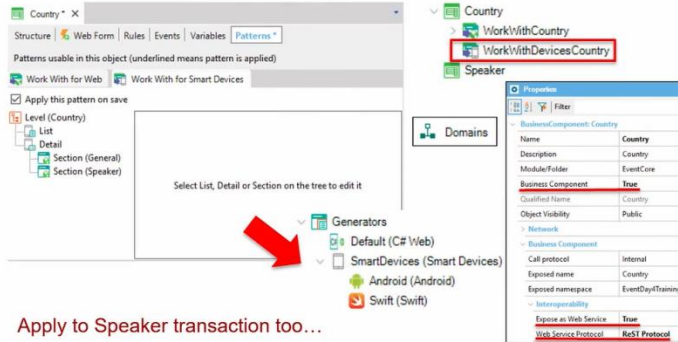 Country * X
Structure | Web Form | Rules | Events | Variables | Patterns *
Patterns usable in this object (underlined means pattern is applied)
Work With for Web | Work With for Smart Devices
Apply this pattern on save
Level (Country)
List
Detail
Section (General)
Section (Speaker)
Select List, Detail or Section on the tree to edit it
Country
WorkWithCountry
WorkWithDevicesCountry
Speaker
Domains
Generators
Default (C# Web)
SmartDevices (Smart Devices)
Android (Android)
Swift (Swift)
Properties
Filter
BusinessComponent: Country
Name Country
Description Country
Module/Folder EventCore
Business Component True
Qualified Name Country
Object Visibility Public
Network
Business Component
Call protocol Internal
Exposed name Country
Exposed namespace EventDay4Training
Interoperability
Expose as Web Service True
Web Service Protocol ReST Protocol
Apply to Speaker transaction too…